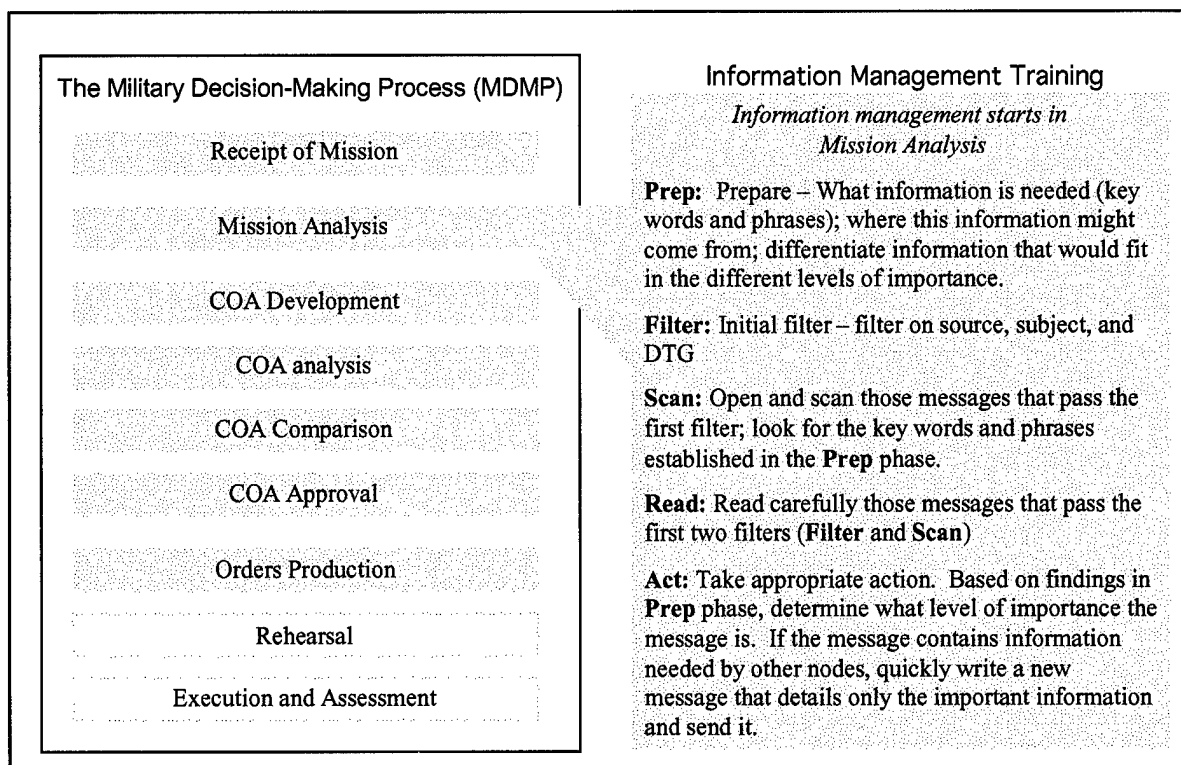 The Military Decision-Making Process (MDMP)
Receipt of Mission
Mission Analysis
COA Development
COA analysis
COA Comparison
COA Approval
Orders Production
Rehearsal
Execution and Assessment
Information Management Training
Information management starts in
Mission Analysis
Prep: Prepare – What information is needed (key
words and phrases); where this information might
come from; differentiate information that would fit
in the different levels of importance.
Filter: Initial filter – filter on source, subject, and
DTG
Scan: Open and scan those messages that pass the
first filter; look for the key words and phrases
established in the Prep phase.
Read: Read carefully those messages that pass the
first two filters (Filter and Scan)
Act: Take appropriate action. Based on findings in
Prep phase, determine what level of importance the
message is. If the message contains information
needed by other nodes, quickly write a new
message that details only the important information
and send it.